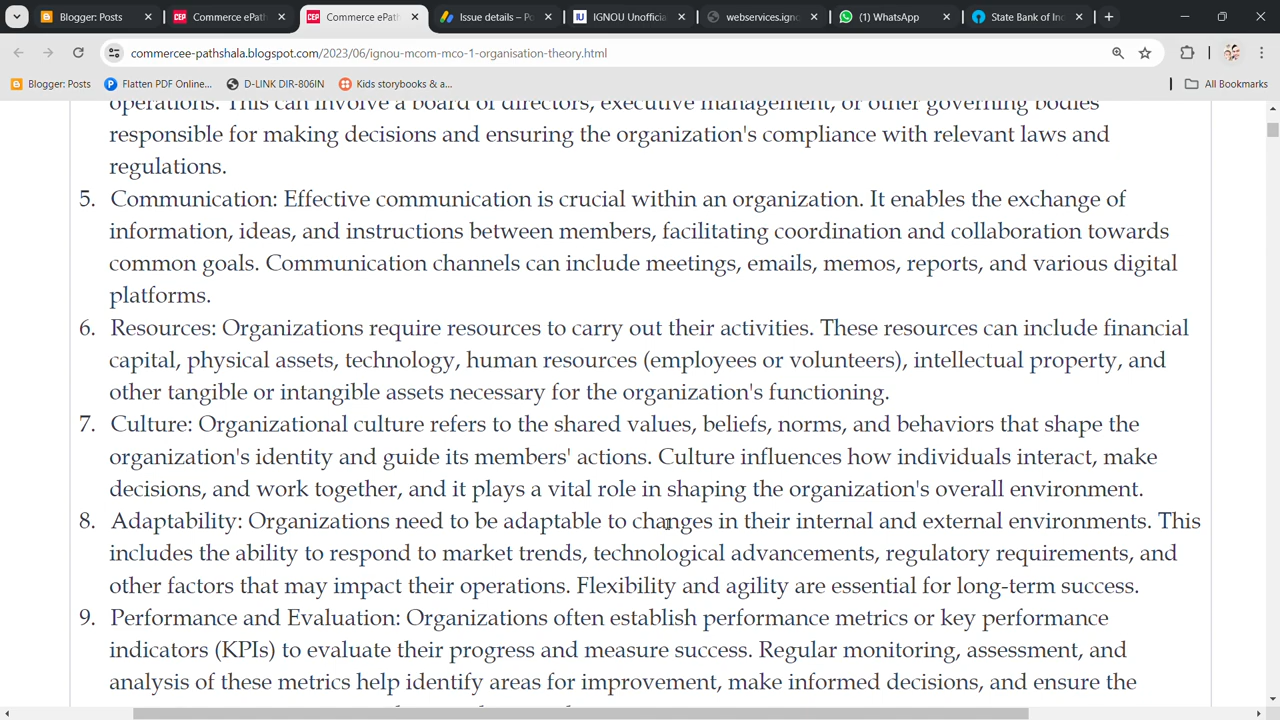 Blogger: Posts
Commerce ePath
Commerce ePath
Issue details – Po
IGNOU Unofficia
webservices.igno
(1) WhatsApp
State Bank of Inc
commercee-pathshala.blogspot.com/2023/06/ignou-mcom-mco-1-organisation-theory.html
Blogger: Posts
Flatten PDF Online...
D-LINK DIR-806IN
Kids storybooks & a...
All Bookmarks
operations. This can involve a board of directors, executive management, or other governing bodies
responsible for making decisions and ensuring the organization's compliance with relevant laws and
regulations.
5. Communication: Effective communication is crucial within an organization. It enables the exchange of
information, ideas, and instructions between members, facilitating coordination and collaboration towards
common goals. Communication channels can include meetings, emails, memos, reports, and various digital
platforms.
6. Resources: Organizations require resources to carry out their activities. These resources can include financial
capital, physical assets, technology, human resources (employees or volunteers), intellectual property, and
other tangible or intangible assets necessary for the organization's functioning.
7. Culture: Organizational culture refers to the shared values, beliefs, norms, and behaviors that shape the
organization's identity and guide its members' actions. Culture influences how individuals interact, make
decisions, and work together, and it plays a vital role in shaping the organization's overall environment.
8. Adaptability: Organizations need to be adaptable to changes in their internal and external environments. This
includes the ability to respond to market trends, technological advancements, regulatory requirements, and
other factors that may impact their operations. Flexibility and agility are essential for long-term success.
9. Performance and Evaluation: Organizations often establish performance metrics or key performance
indicators (KPIs) to evaluate their progress and measure success. Regular monitoring, assessment, and
analysis of these metrics help identify areas for improvement, make informed decisions, and ensure the